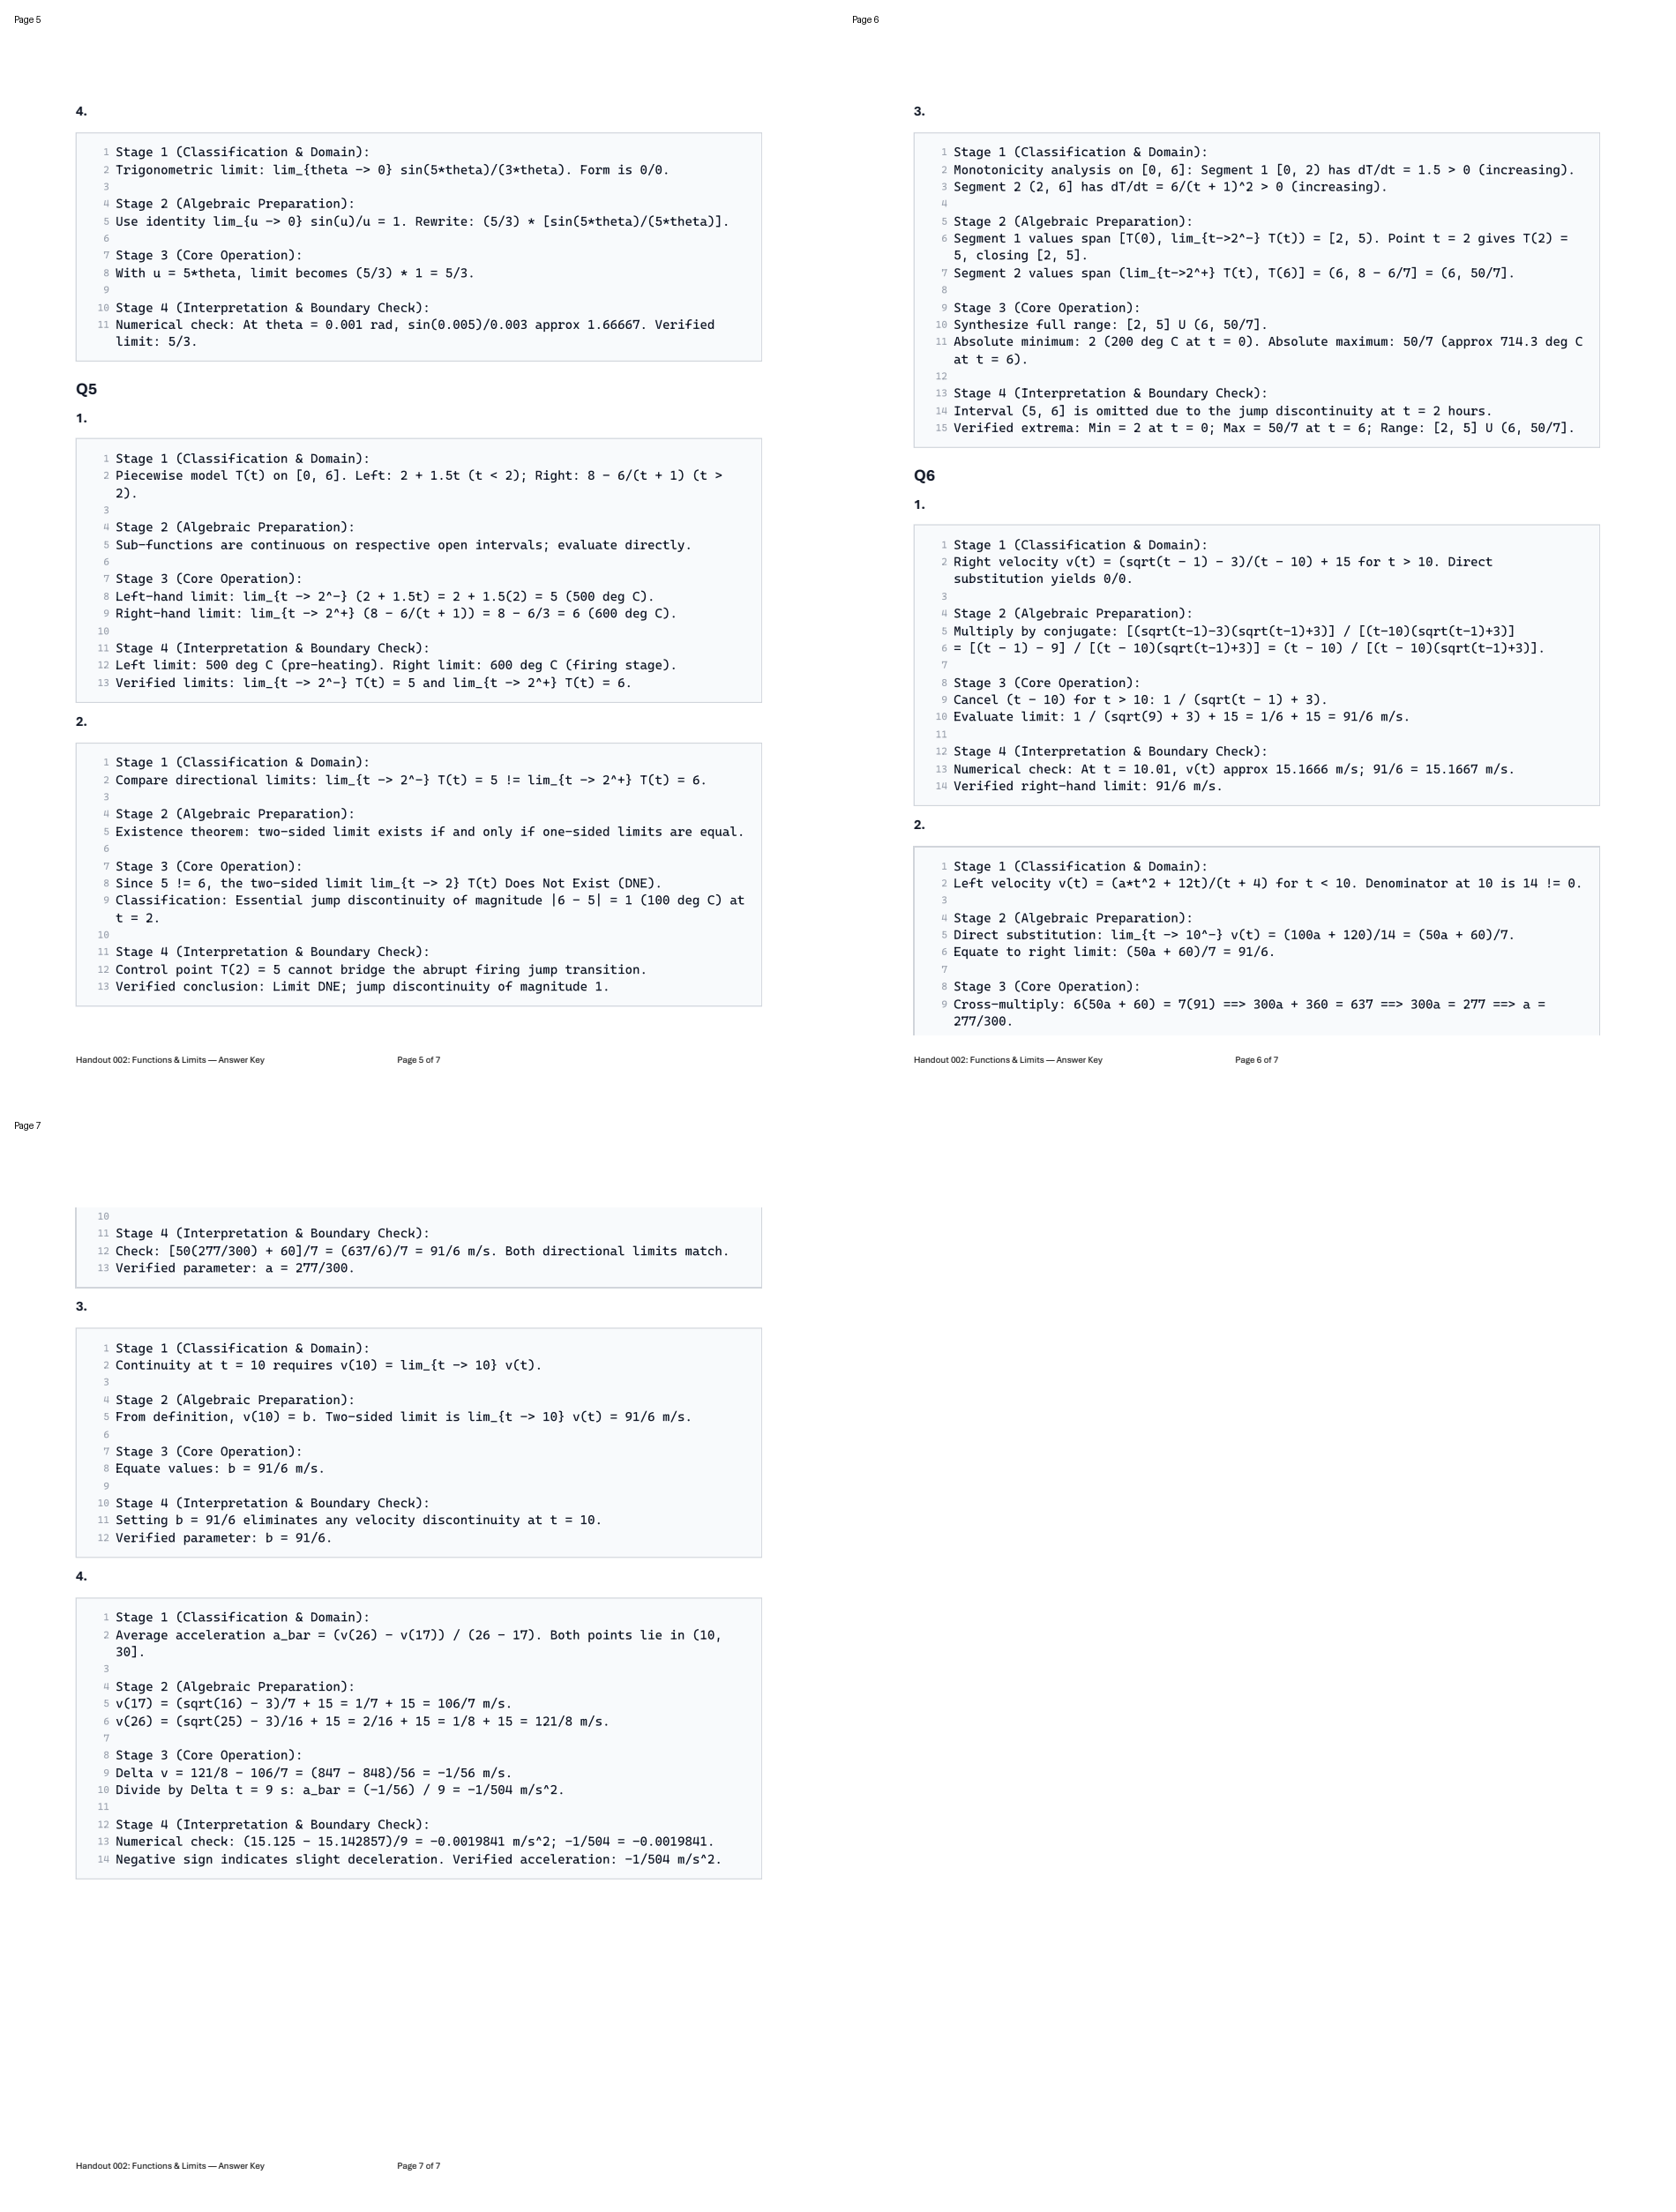 Page 5
4.
1 Stage 1 (Classification & Domain):
2 Trigonometric limit: lim_{theta -> 0} sin(5*theta)/(3*theta). Form is 0/0.
3
4 Stage 2 (Algebraic Preparation):
5 Use identity lim_{u -> 0} sin(u)/u = 1. Rewrite: (5/3) * [sin(5*theta)/(5*theta)].
6
7 Stage 3 (Core Operation):
8 With u = 5*theta, limit becomes (5/3) * 1 = 5/3.
9
10 Stage 4 (Interpretation & Boundary Check):
11 Numerical check: At theta = 0.001 rad, sin(0.005)/0.003 approx 1.66667. Verified
limit: 5/3.
Q5
1.
1 Stage 1 (Classification & Domain):
2 Piecewise model T(t) on [0, 6]. Left: 2 + 1.5t (t < 2); Right: 8 - 6/(t + 1) (t >
2).
3
4 Stage 2 (Algebraic Preparation):
5 Sub-functions are continuous on respective open intervals; evaluate directly.
6
7 Stage 3 (Core Operation):
8 Left-hand limit: lim_{t -> 2^-} (2 + 1.5t) = 2 + 1.5(2) = 5 (500 deg C).
9 Right-hand limit: lim_{t -> 2^+} (8 - 6/(t + 1)) = 8 - 6/3 = 6 (600 deg C).
10
11 Stage 4 (Interpretation & Boundary Check):
12 Left limit: 500 deg C (pre-heating). Right limit: 600 deg C (firing stage).
13 Verified limits: lim_{t -> 2^-} T(t) = 5 and lim_{t -> 2^+} T(t) = 6.
2.
1 Stage 1 (Classification & Domain):
2 Compare directional limits: lim_{t -> 2^-} T(t) = 5 != lim_{t -> 2^+} T(t) = 6.
3
4 Stage 2 (Algebraic Preparation):
5 Existence theorem: two-sided limit exists if and only if one-sided limits are equal.
6
7 Stage 3 (Core Operation):
8 Since 5 != 6, the two-sided limit lim_{t -> 2} T(t) Does Not Exist (DNE).
9 Classification: Essential jump discontinuity of magnitude |6 - 5| = 1 (100 deg C) at
t = 2.
10
11 Stage 4 (Interpretation & Boundary Check):
12 Control point T(2) = 5 cannot bridge the abrupt firing jump transition.
13 Verified conclusion: Limit DNE; jump discontinuity of magnitude 1.
Handout 002: Functions & Limits — Answer Key Page 5 of 7
Page 6
3.
1 Stage 1 (Classification & Domain):
2 Monotonicity analysis on [0, 6]: Segment 1 [0, 2) has dT/dt = 1.5 > 0 (increasing).
3 Segment 2 (2, 6] has dT/dt = 6/(t + 1)^2 > 0 (increasing).
4
5 Stage 2 (Algebraic Preparation):
6 Segment 1 values span [T(0), lim_{t->2^-} T(t)) = [2, 5). Point t = 2 gives T(2) =
5, closing [2, 5].
7 Segment 2 values span (lim_{t->2^+} T(t), T(6)] = (6, 8 - 6/7] = (6, 50/7].
8
9 Stage 3 (Core Operation):
10 Synthesize full range: [2, 5] U (6, 50/7].
11 Absolute minimum: 2 (200 deg C at t = 0). Absolute maximum: 50/7 (approx 714.3 deg C
at t = 6).
12
13 Stage 4 (Interpretation & Boundary Check):
14 Interval (5, 6] is omitted due to the jump discontinuity at t = 2 hours.
15 Verified extrema: Min = 2 at t = 0; Max = 50/7 at t = 6; Range: [2, 5] U (6, 50/7].
Q6
1.
1 Stage 1 (Classification & Domain):
2 Right velocity v(t) = (sqrt(t - 1) - 3)/(t - 10) + 15 for t > 10. Direct
substitution yields 0/0.
3
4 Stage 2 (Algebraic Preparation):
5 Multiply by conjugate: [(sqrt(t-1)-3)(sqrt(t-1)+3)] / [(t-10)(sqrt(t-1)+3)]
6 = [(t - 1) - 9] / [(t - 10)(sqrt(t-1)+3)] = (t - 10) / [(t - 10)(sqrt(t-1)+3)].
7
8 Stage 3 (Core Operation):
9 Cancel (t - 10) for t > 10: 1 / (sqrt(t - 1) + 3).
10 Evaluate limit: 1 / (sqrt(9) + 3) + 15 = 1/6 + 15 = 91/6 m/s.
11
12 Stage 4 (Interpretation & Boundary Check):
13 Numerical check: At t = 10.01, v(t) approx 15.1666 m/s; 91/6 = 15.1667 m/s.
14 Verified right-hand limit: 91/6 m/s.
2.
1 Stage 1 (Classification & Domain):
2 Left velocity v(t) = (a*t^2 + 12t)/(t + 4) for t < 10. Denominator at 10 is 14 != 0.
3
4 Stage 2 (Algebraic Preparation):
5 Direct substitution: lim_{t -> 10^-} v(t) = (100a + 120)/14 = (50a + 60)/7.
6 Equate to right limit: (50a + 60)/7 = 91/6.
7
8 Stage 3 (Core Operation):
9 Cross-multiply: 6(50a + 60) = 7(91) ==> 300a + 360 = 637 ==> 300a = 277 ==> a =
277/300.
Handout 002: Functions & Limits — Answer Key Page 6 of 7
Page 7
10
11 Stage 4 (Interpretation & Boundary Check):
12 Check: [50(277/300) + 60]/7 = (637/6)/7 = 91/6 m/s. Both directional limits match.
13 Verified parameter: a = 277/300.
3.
1 Stage 1 (Classification & Domain):
2 Continuity at t = 10 requires v(10) = lim_{t -> 10} v(t).
3
4 Stage 2 (Algebraic Preparation):
5 From definition, v(10) = b. Two-sided limit is lim_{t -> 10} v(t) = 91/6 m/s.
6
7 Stage 3 (Core Operation):
8 Equate values: b = 91/6 m/s.
9
10 Stage 4 (Interpretation & Boundary Check):
11 Setting b = 91/6 eliminates any velocity discontinuity at t = 10.
12 Verified parameter: b = 91/6.
4.
1 Stage 1 (Classification & Domain):
2 Average acceleration a_bar = (v(26) - v(17)) / (26 - 17). Both points lie in (10,
30].
3
4 Stage 2 (Algebraic Preparation):
5 v(17) = (sqrt(16) - 3)/7 + 15 = 1/7 + 15 = 106/7 m/s.
6 v(26) = (sqrt(25) - 3)/16 + 15 = 2/16 + 15 = 1/8 + 15 = 121/8 m/s.
7
8 Stage 3 (Core Operation):
9 Delta v = 121/8 - 106/7 = (847 - 848)/56 = -1/56 m/s.
10 Divide by Delta t = 9 s: a_bar = (-1/56) / 9 = -1/504 m/s^2.
11
12 Stage 4 (Interpretation & Boundary Check):
13 Numerical check: (15.125 - 15.142857)/9 = -0.0019841 m/s^2; -1/504 = -0.0019841.
14 Negative sign indicates slight deceleration. Verified acceleration: -1/504 m/s^2.
Handout 002: Functions & Limits — Answer Key Page 7 of 7